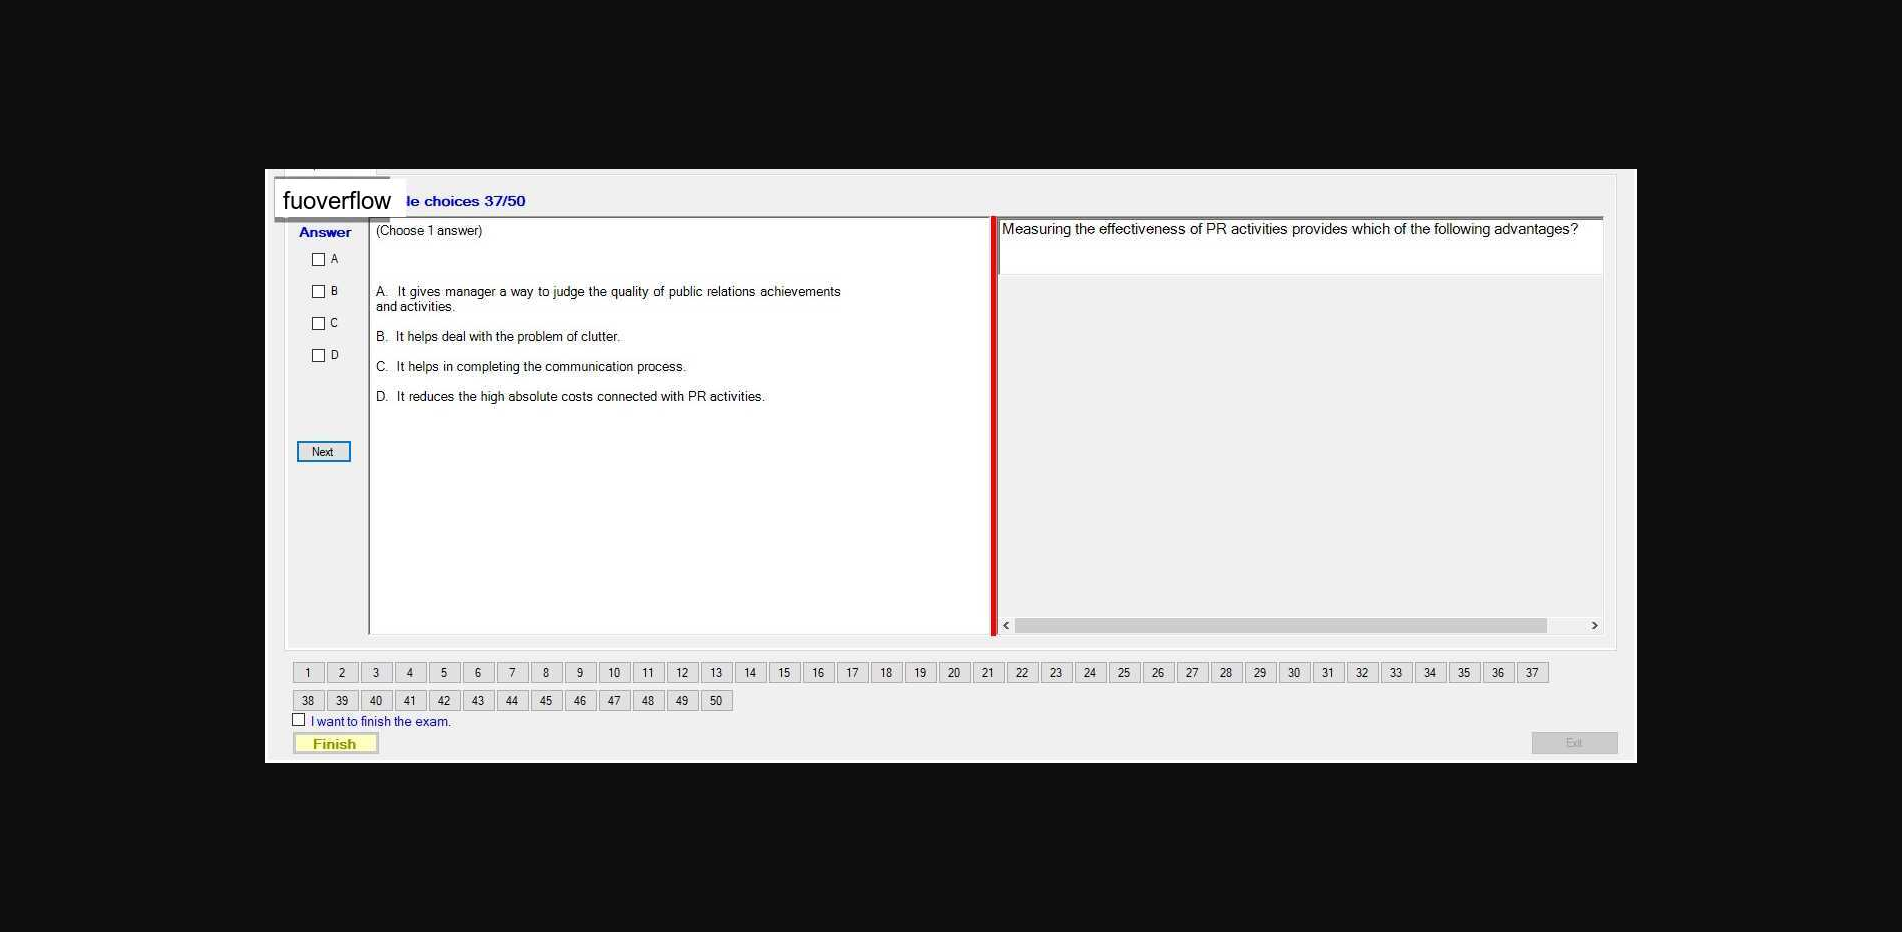 fuoverflow
le choices 37/50
Answer
(Choose 1 answer)
Measuring the effectiveness of PR activities provides which of the following advantages?
A
B
C
D
A. It gives manager a way to judge the quality of public relations achievements
and activities.
B. It helps deal with the problem of clutter.
C. It helps in completing the communication process.
D. It reduces the high absolute costs connected with PR activities.
Next
1 2 3 4 5 6 7 8 9 10 11 12 13 14 15 16 17 18 19 20 21 22 23 24 25 26 27 28 29 30 31 32 33 34 35 36 37
38 39 40 41 42 43 44 45 46 47 48 49 50
I want to finish the exam.
Finish
Exit